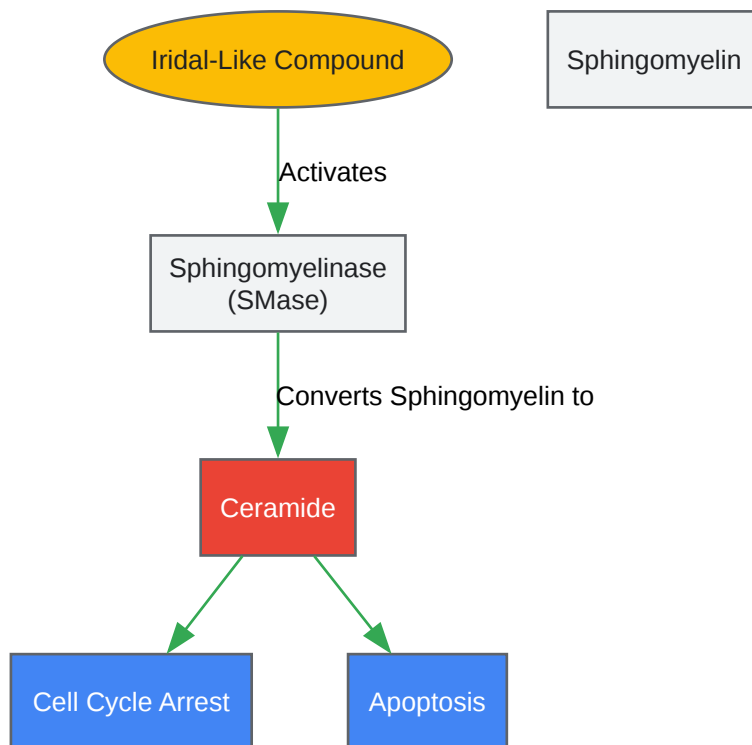 Iridal-Like Compound
Sphingomyelin
Activates
Sphingomyelinase
(SMase)
Converts Sphingomyelin to
Ceramide
Cell Cycle Arrest
Apoptosis